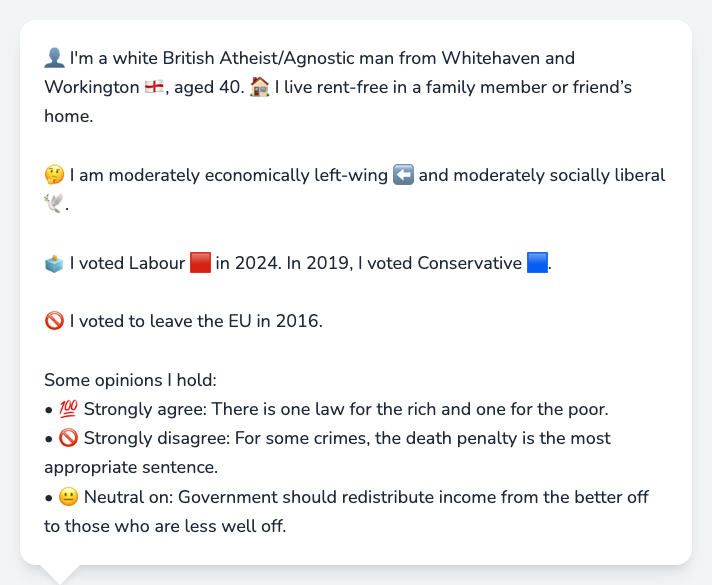 👤 I'm a white British Atheist/Agnostic man from Whitehaven and
Workington 🏴󠁧󠁢󠁥󠁮󠁧󠁿, aged 40. 🏠 I live rent-free in a family member or friend’s
home.
🤔 I am moderately economically left-wing ⬅️ and moderately socially liberal
🕊️.
🗳️ I voted Labour 🟥 in 2024. In 2019, I voted Conservative 🟦.
🚫 I voted to leave the EU in 2016.
Some opinions I hold:
• 💯 Strongly agree: There is one law for the rich and one for the poor.
• 🚫 Strongly disagree: For some crimes, the death penalty is the most
appropriate sentence.
• 😐 Neutral on: Government should redistribute income from the better off
to those who are less well off.